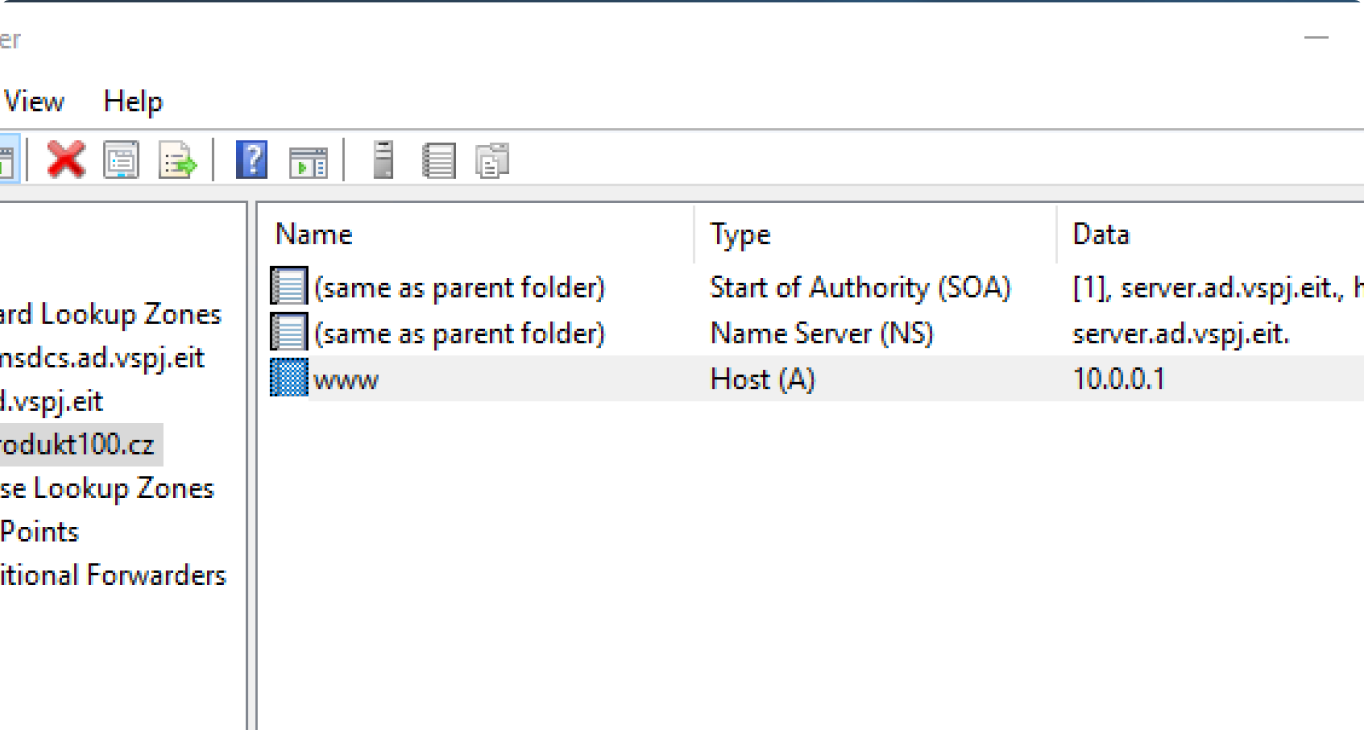 er
View Help
Name Type Data
(same as parent folder) Start of Authority (SOA) [1], server.ad.vspj.eit., h
(same as parent folder) Name Server (NS) server.ad.vspj.eit.
www Host (A) 10.0.0.1
ard Lookup Zones
msdcs.ad.vspj.eit
d.vspj.eit
rodukt100.cz
se Lookup Zones
Points
itional Forwarders